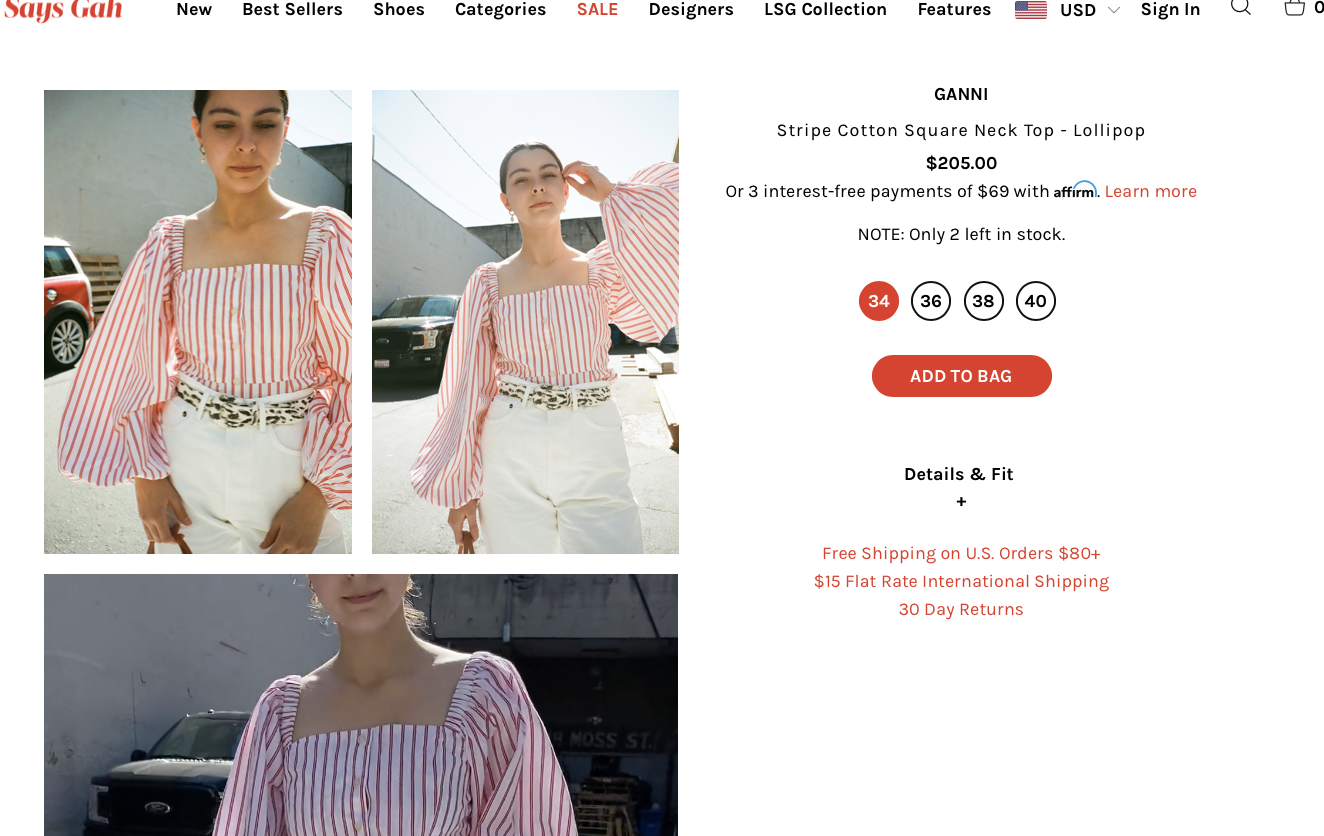 Says Gah
New Best Sellers Shoes Categories SALE Designers LSG Collection Features USD Sign In 0
GANNI
Stripe Cotton Square Neck Top - Lollipop
$205.00
Or 3 interest-free payments of $69 with affirm. Learn more
NOTE: Only 2 left in stock.
34 36 38 40
ADD TO BAG
Details & Fit
+
Free Shipping on U.S. Orders $80+
$15 Flat Rate International Shipping
30 Day Returns
MOSS ST.
Ford